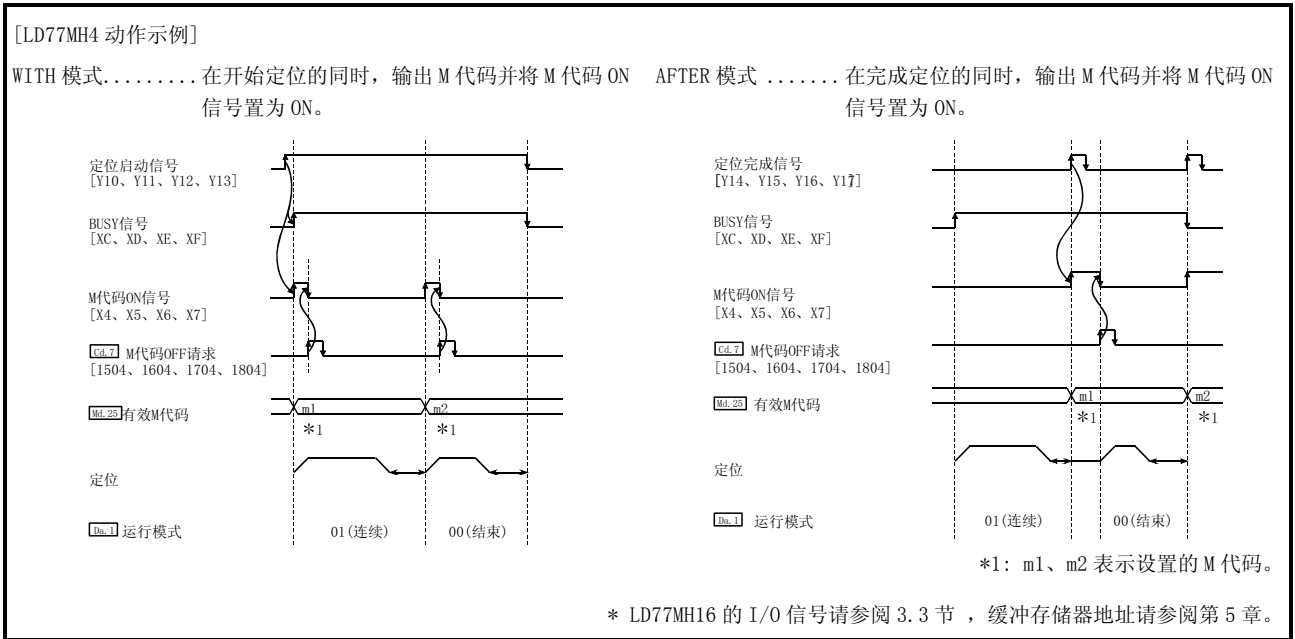 [LD77MH4 动作示例]
WITH 模式.........在开始定位的同时，输出 M 代码并将 M 代码 ON
信号置为 ON。
定位启动信号
[Y10、Y11、Y12、Y13]
BUSY信号
[XC、XD、XE、XF]
M代码ON信号
[X4、X5、X6、X7]
Cd.7 M代码OFF请求
[1504、1604、1704、1804]
Md.25 有效M代码
m1 m2
*1 *1
定位
Da.1 运行模式
01(连续) 00(结束)
AFTER 模式 .......在完成定位的同时，输出 M 代码并将 M 代码 ON
信号置为 ON。
定位完成信号
[Y14、Y15、Y16、Y17]
BUSY信号
[XC、XD、XE、XF]
M代码ON信号
[X4、X5、X6、X7]
Cd.7 M代码OFF请求
[1504、1604、1704、1804]
Md.25 有效M代码
m1 m2
*1 *1
定位
Da.1 运行模式
01(连续) 00(结束)
*1: m1、m2 表示设置的 M 代码。
* LD77MH16 的 I/O 信号请参阅 3.3 节 ，缓冲存储器地址请参阅第 5 章。